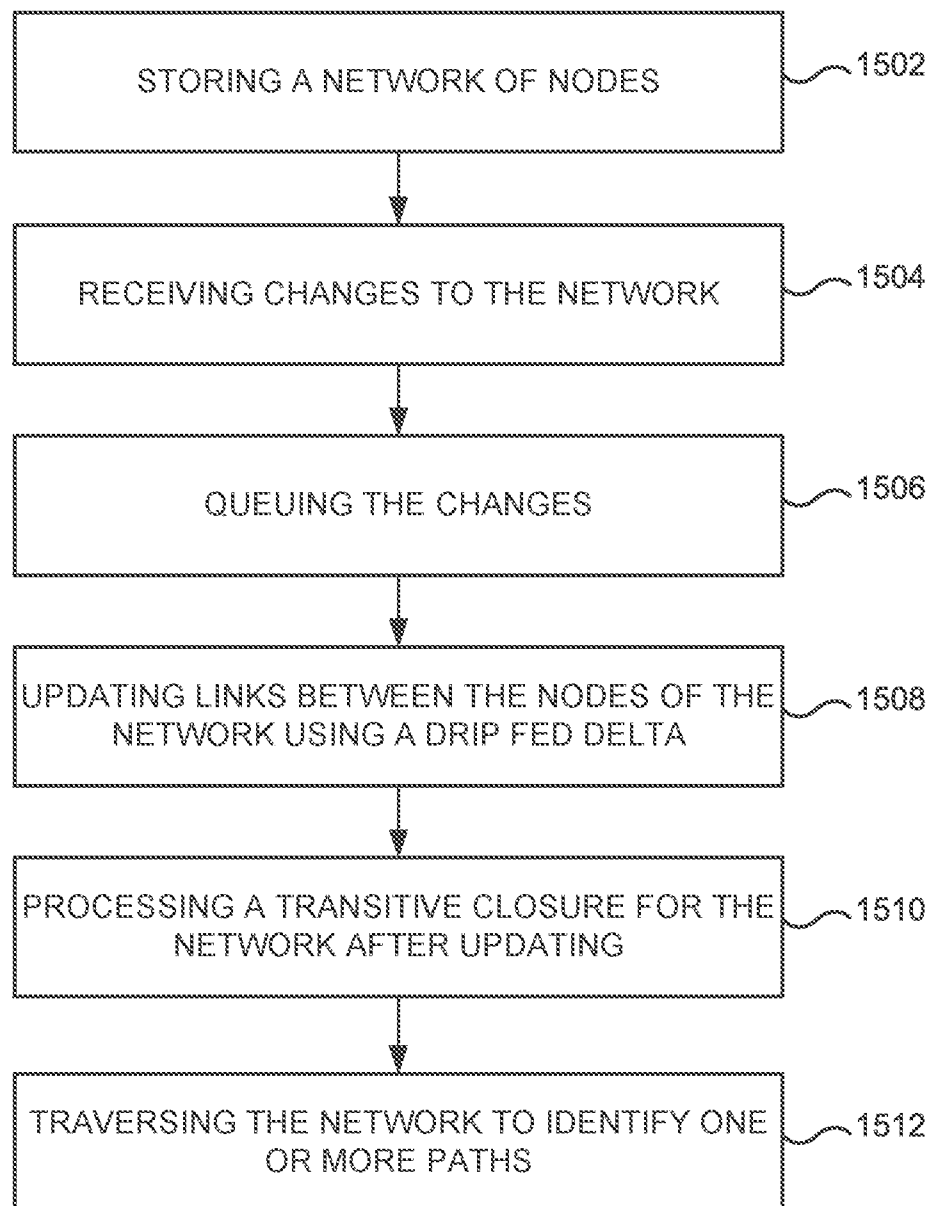 STORING A NETWORK OF NODES
1502
RECEIVING CHANGES TO THE NETWORK
1504
QUEUING THE CHANGES
1506
UPDATING LINKS BETWEEN THE NODES OF THE
NETWORK USING A DRIP FED DELTA
1508
PROCESSING A TRANSITIVE CLOSURE FOR THE
NETWORK AFTER UPDATING
1510
TRAVERSING THE NETWORK TO IDENTIFY ONE
OR MORE PATHS
1512